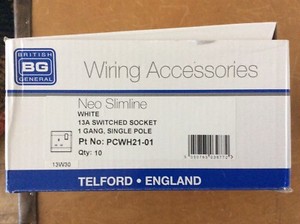 BRITISH
BG
GENERAL
Wiring Accessories
Neo Slimline
WHITE
13A SWITCHED SOCKET
1 GANG, SINGLE POLE
Pt No: PCWH21-01
Qty: 10
13W30
TELFORD • ENGLAND